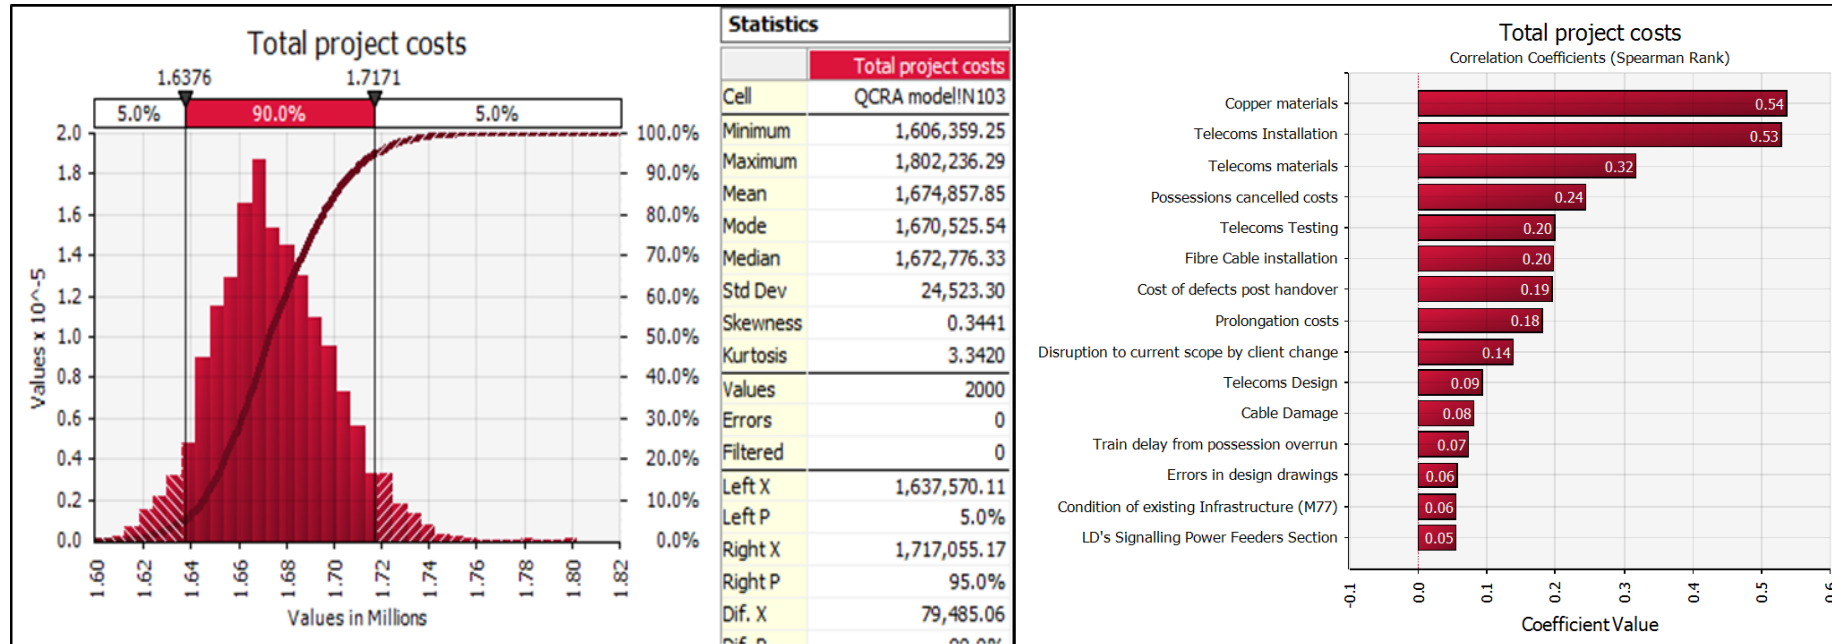 Total project costs
1.6376 1.7171
5.0% 90.0% 5.0%
2.0 100.0%
1.8 90.0%
1.6 80.0%
1.4 70.0%
1.2 60.0%
1.0 50.0%
0.8 40.0%
0.6 30.0%
0.4 20.0%
0.2 10.0%
0.0 0.0%
Values x 10^-5
1.60 1.62 1.64 1.66 1.68 1.70 1.72 1.74 1.76 1.78 1.80 1.82
Values in Millions
Statistics
Total project costs
Cell QCRA model!N103
Minimum 1,606,359.25
Maximum 1,802,236.29
Mean 1,674,857.85
Mode 1,670,525.54
Median 1,672,776.33
Std Dev 24,523.30
Skewness 0.3441
Kurtosis 3.3420
Values 2000
Errors 0
Filtered 0
Left X 1,637,570.11
Left P 5.0%
Right X 1,717,055.17
Right P 95.0%
Dif. X 79,485.06
Total project costs
Correlation Coefficients (Spearman Rank)
Copper materials 0.54
Telecoms Installation 0.53
Telecoms materials 0.32
Possessions cancelled costs 0.24
Telecoms Testing 0.20
Fibre Cable installation 0.20
Cost of defects post handover 0.19
Prolongation costs 0.18
Disruption to current scope by client change 0.14
Telecoms Design 0.09
Cable Damage 0.08
Train delay from possession overrun 0.07
Errors in design drawings 0.06
Condition of existing Infrastructure (M77) 0.06
LD's Signalling Power Feeders Section 0.05
-0.1 0.0 0.1 0.2 0.3 0.4 0.5 0.6
Coefficient Value